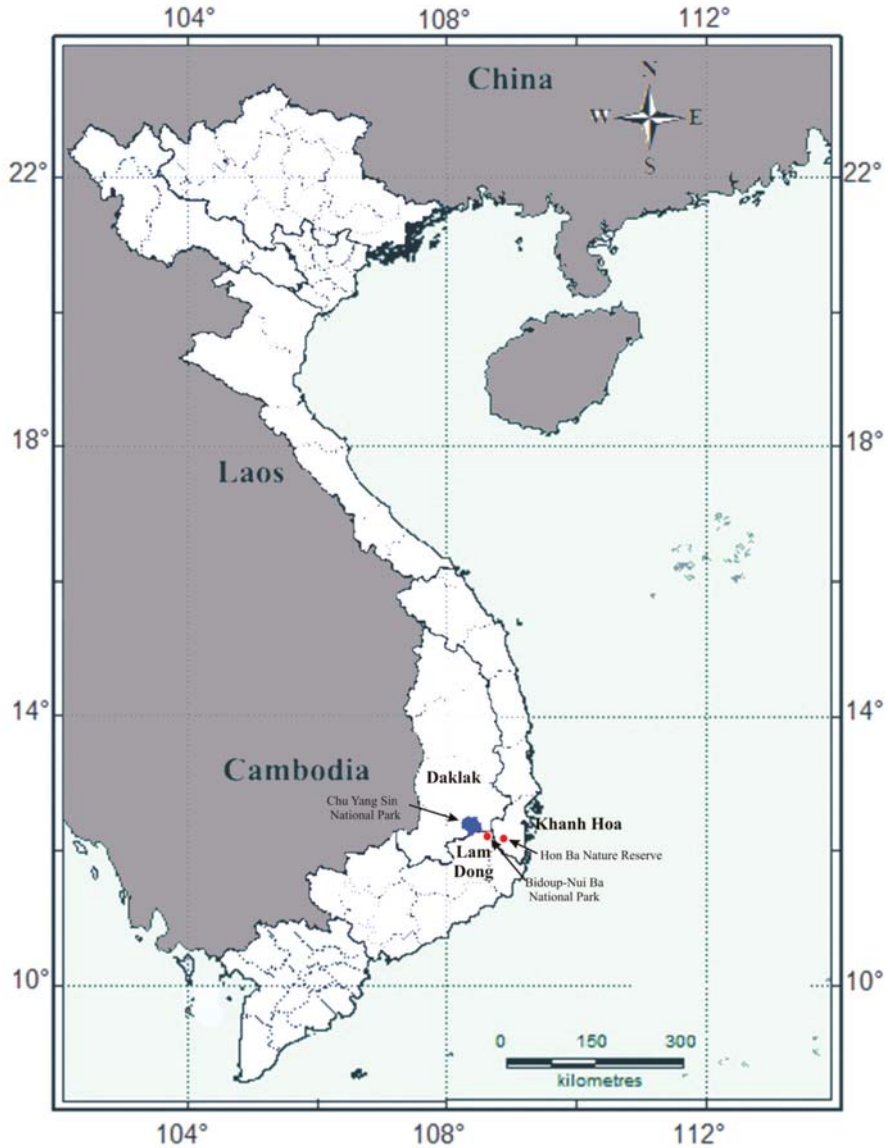 104°
108°
112°
China
N
W
E
S
22°
22°
18°
18°
Laos
14°
14°
Cambodia
Daklak
Chu Yang Sin
National Park
Khanh Hoa
Lam
Dong
Hon Ba Nature Reserve
Bidoup-Nui Ba
National Park
10°
10°
0
150
300
kilometres
104°
108°
112°